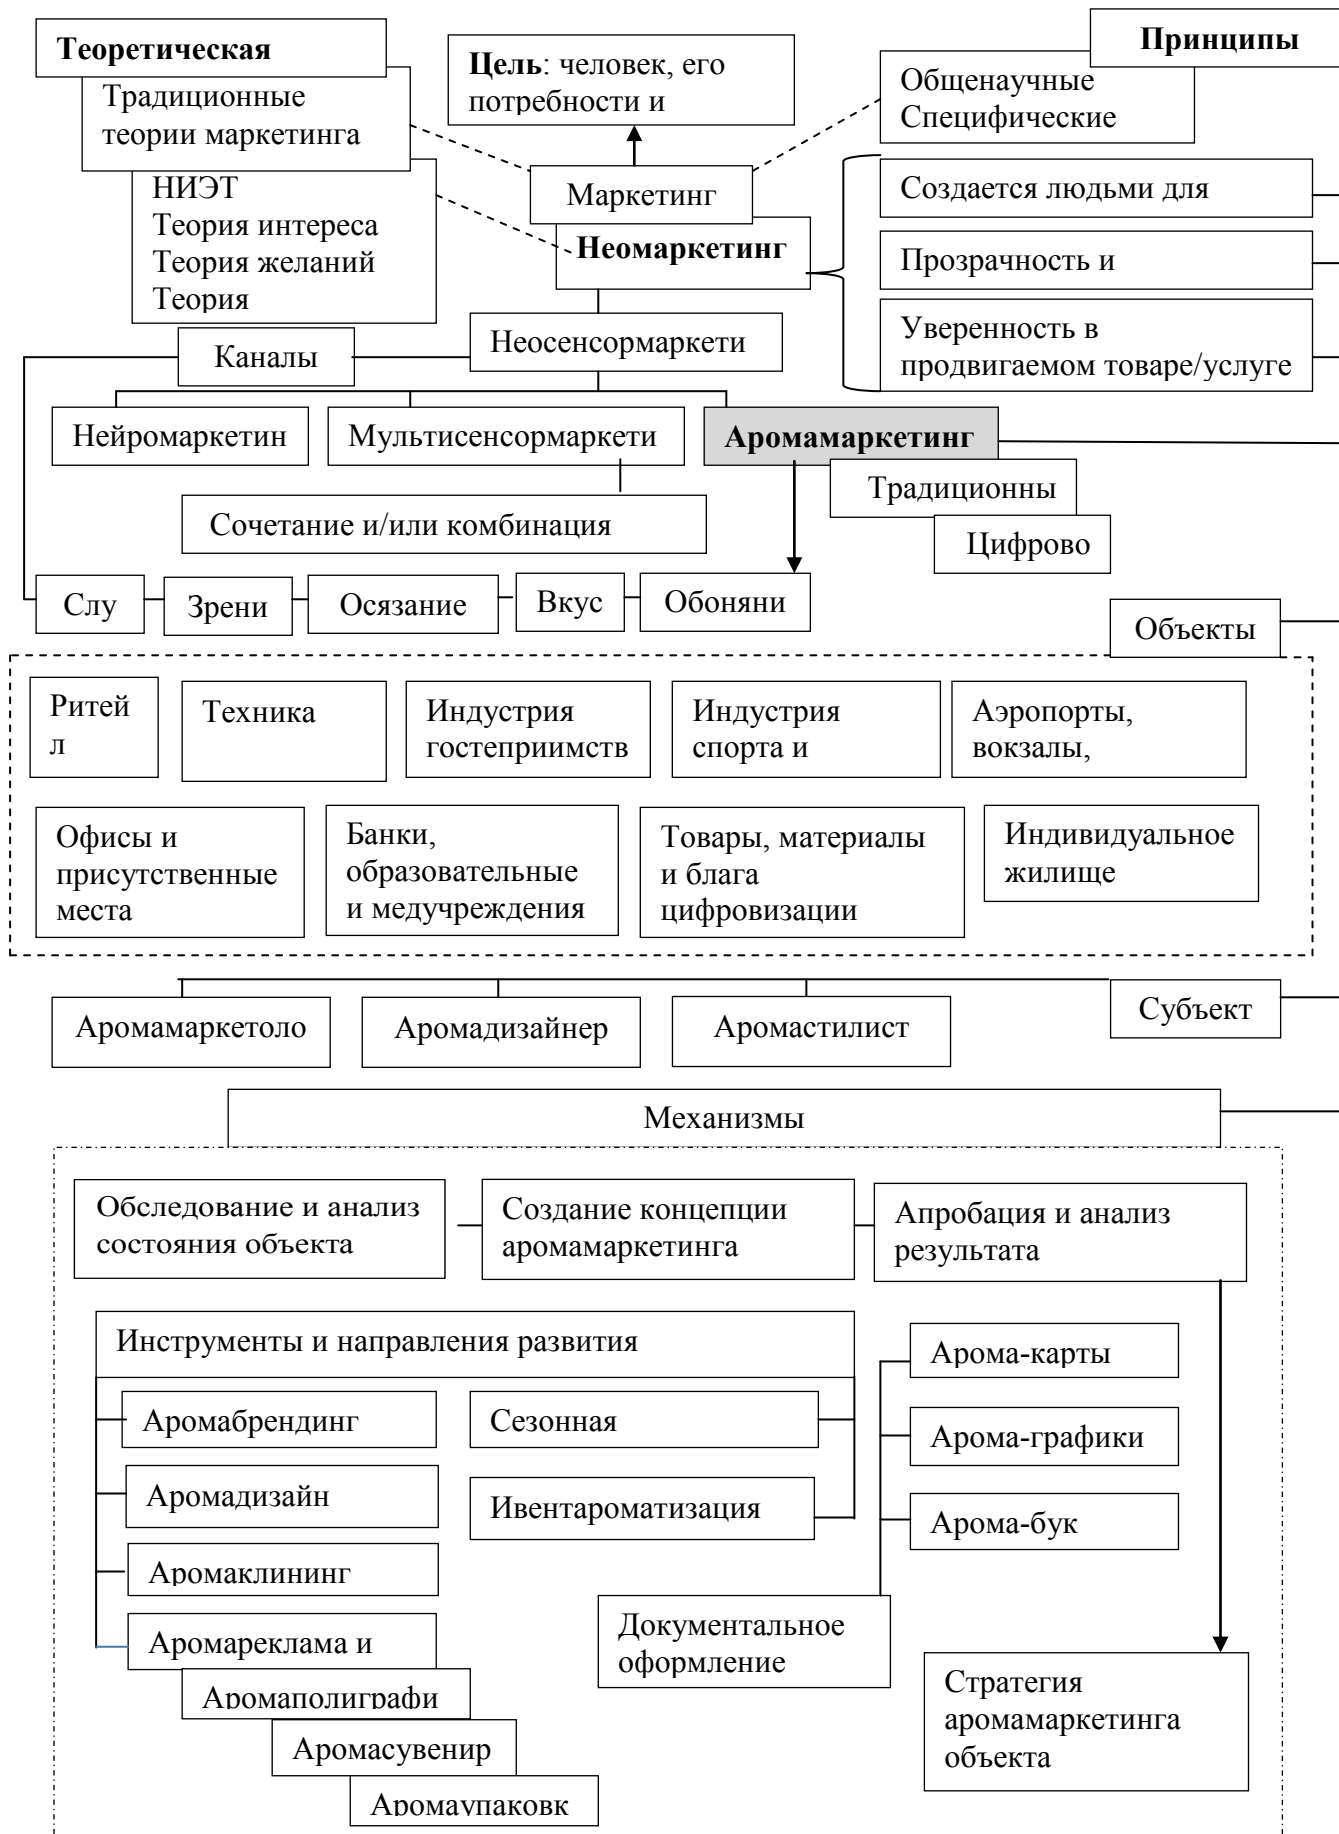 Теоретическая
Традиционные
теории маркетинга
НИЭТ
Теория интереса
Теория желаний
Теория
Цель: человек, его
потребности и
Принципы
Общенаучные
Специфические
Маркетинг
Неомаркетинг
Создается людьми для
Прозрачность и
Уверенность в
продвигаемом товаре/услуге
Неосенсормаркети
Каналы
Нейромаркетин
Мультисенсормаркети
Аромамаркетинг
Традиционны
Цифрово
Сочетание и/или комбинация
Слу
Зрени
Осязание
Вкус
Обоняни
Объекты
Ритей
л
Техника
Индустрия
гостеприимств
Индустрия
спорта и
Аэропорты,
вокзалы,
Офисы и
присутственные
места
Банки,
образовательные
и медучреждения
Товары, материалы
и блага
цифровизации
Индивидуальное
жилище
Субъект
Аромамаркетоло
Аромадизайнер
Аромастилист
Механизмы
Обследование и анализ
состояния объекта
Создание концепции
аромамаркетинга
Апробация и анализ
результата
Инструменты и направления развития
Аромабрендинг
Аромадизайн
Аромаклининг
Аромареклама и
Аромаполиграфи
Аромасувенир
Аромаупаковк
Сезонная
Ивентароматизация
Арома-карты
Арома-графики
Арома-бук
Документальное
оформление
Стратегия
аромамаркетинга
объекта